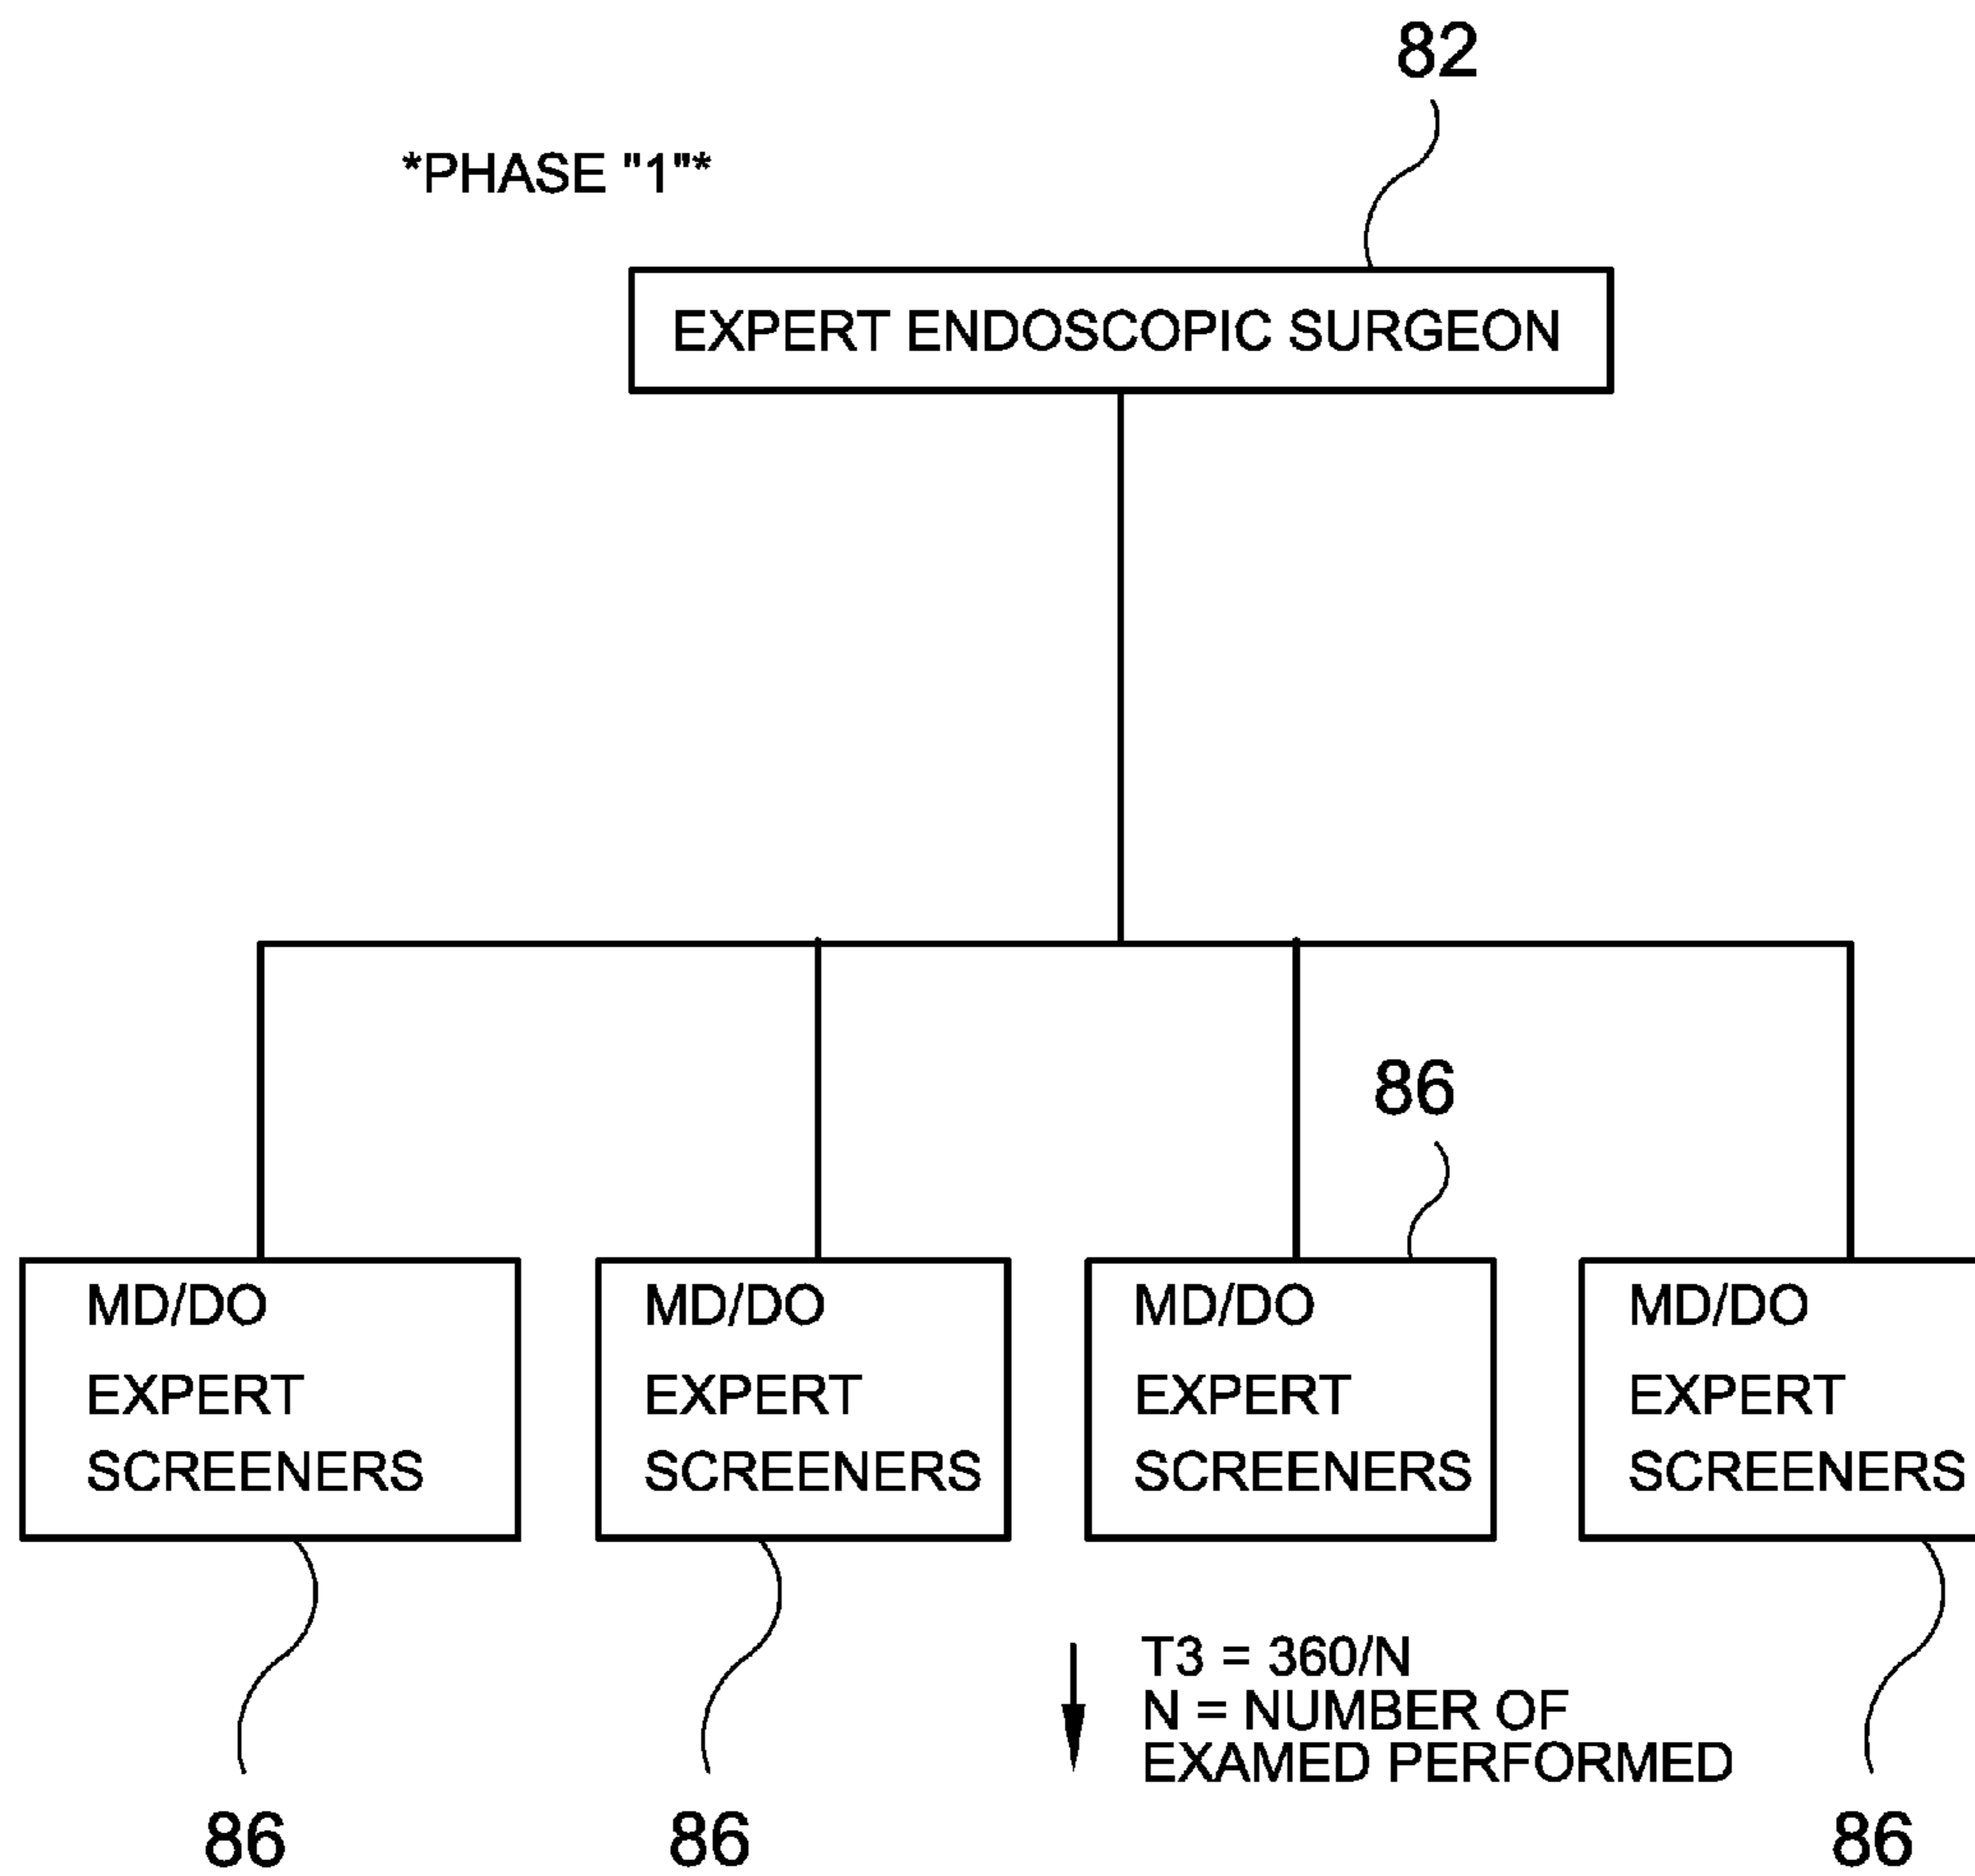 82
*PHASE "1"*
EXPERT ENDOSCOPIC SURGEON
86
MD/DO
EXPERT
SCREENERS
MD/DO
EXPERT
SCREENERS
MD/DO
EXPERT
SCREENERS
MD/DO
EXPERT
SCREENERS
T3 = 360/N
N = NUMBER OF
EXAMED PERFORMED
86
86
86